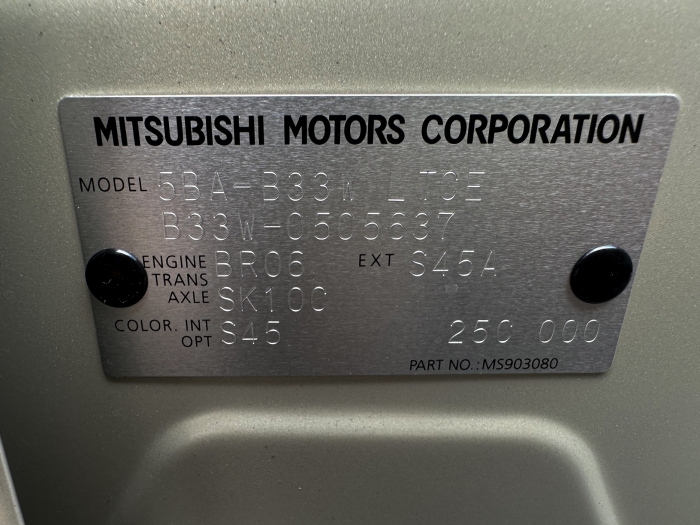 MITSUBISHI MOTORS CORPORATION
MODEL 5BA-B33W LTCE
B33W-0505637
ENGINE BR06 EXT S45A
TRANS AXLE SK10C
COLOR. INT OPT S45 25C 000
PART NO.: MS903080